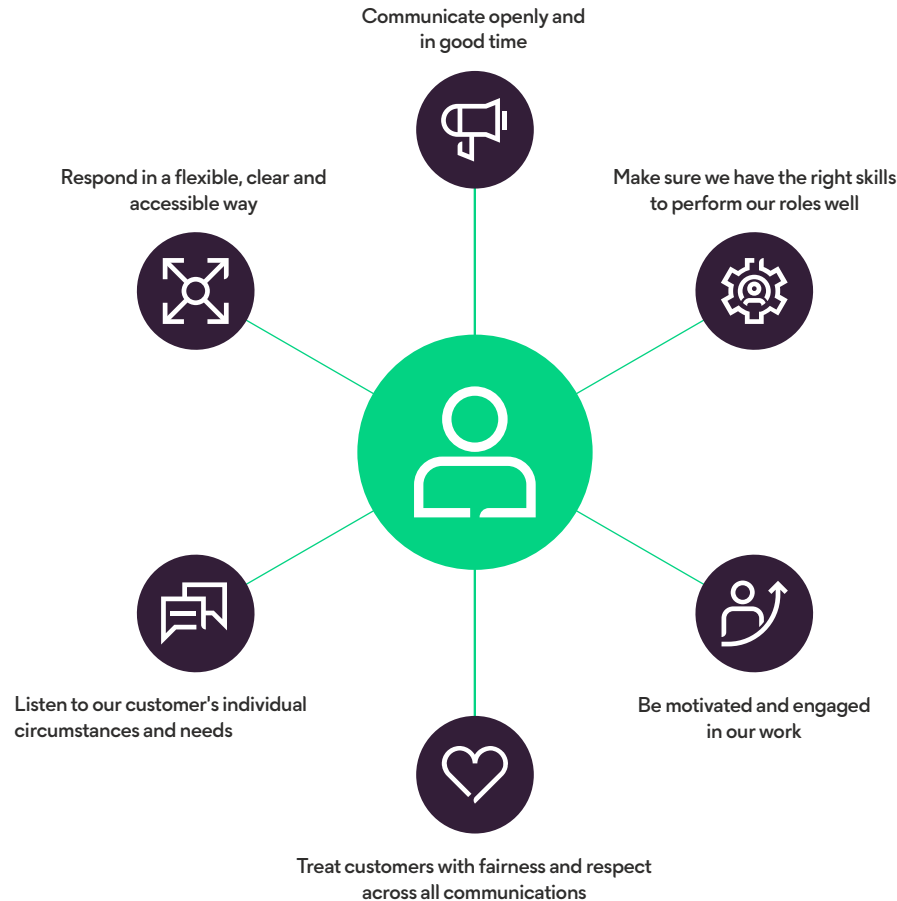 Communicate openly and
in good time
Respond in a flexible, clear and
accessible way
Make sure we have the right skills
to perform our roles well
Listen to our customer's individual
circumstances and needs
Be motivated and engaged
in our work
Treat customers with fairness and respect
across all communications